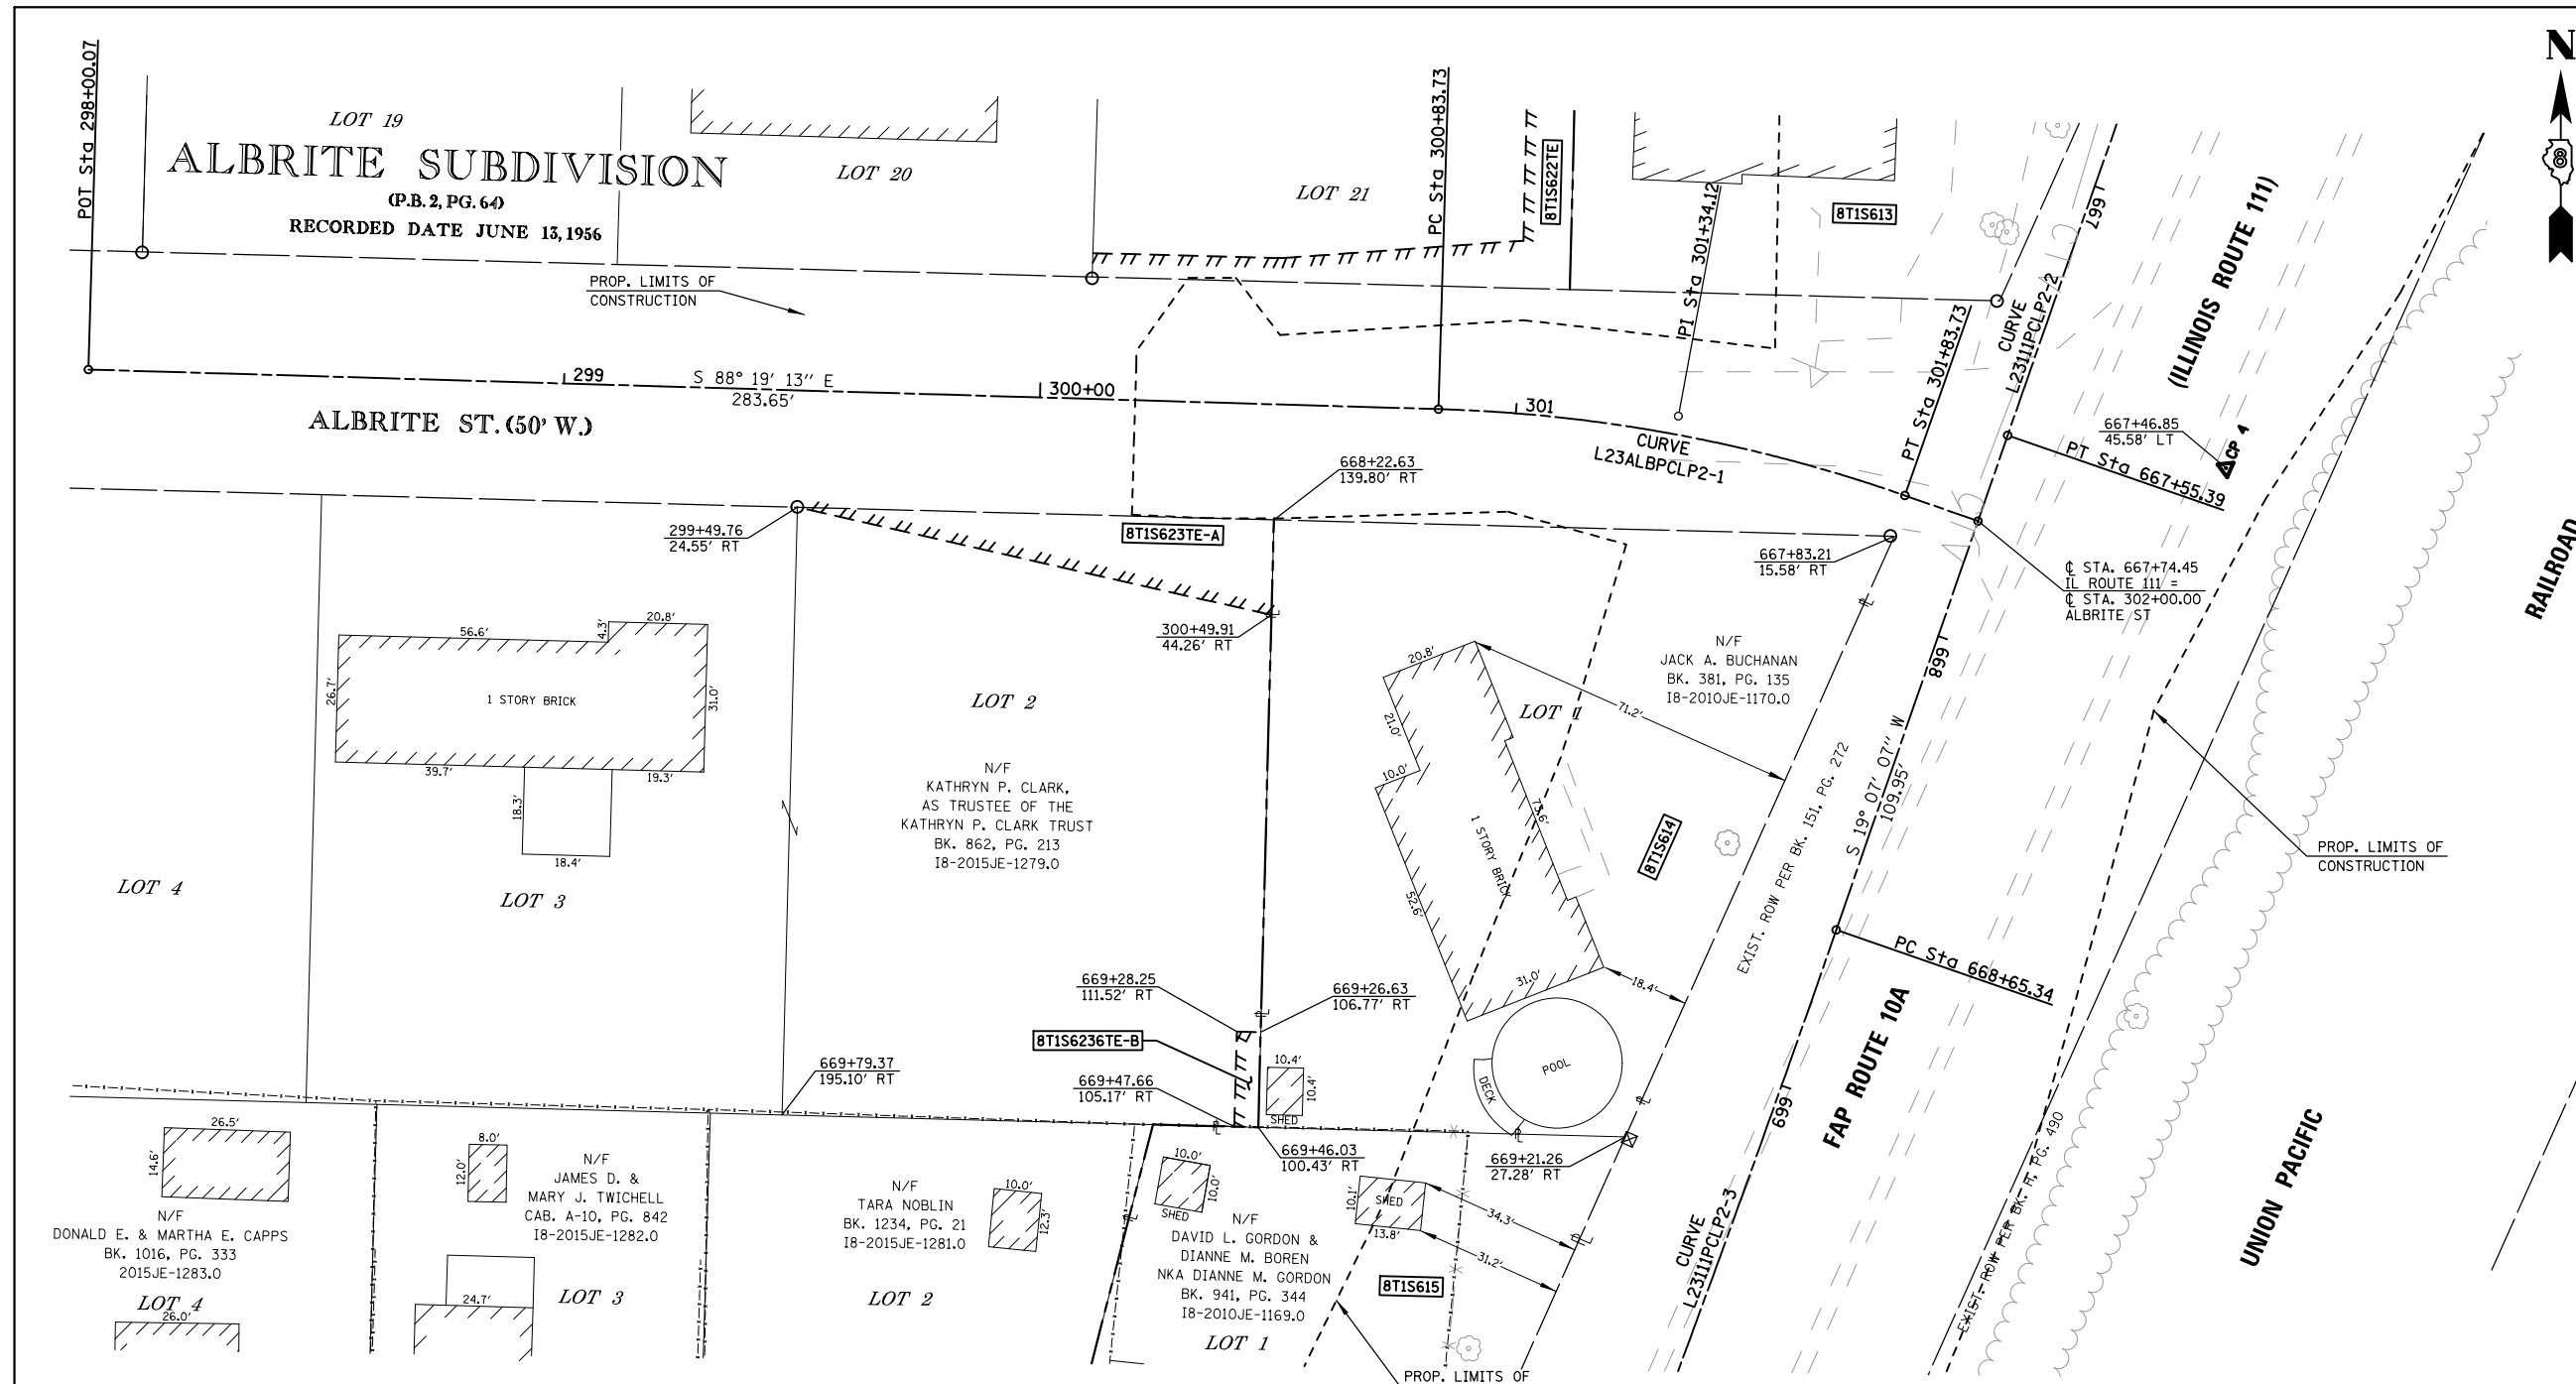 N
POT Sta 298+00.07
LOT 19
ALBRITE SUBDIVISION
(P.B. 2, PG. 64)
RECORDED DATE JUNE 13, 1956
LOT 20
LOT 21
PC Sta 300+83.73
8T1S622TE
PI Sta 301+34.12
8T1S613
PROP. LIMITS OF
CONSTRUCTION
299
S 88° 19' 13" E
283.65'
300+00
301
ALBRITE ST. (50' W.)
CURVE
L23ALBPCLP2-1
PT Sta 301+83.73
CURVE
L23111PCLP2-2
667
(ILLINOIS ROUTE 111)
667+46.85
45.58' LT
CP 4
PT Sta 667+55.39
RAILROAD
668+22.63
139.80' RT
299+49.76
24.55' RT
8T1S623TE-A
667+83.21
15.58' RT
℄ STA. 667+74.45
IL ROUTE 111 =
℄ STA. 302+00.00
ALBRITE ST
300+49.91
44.26' RT
56.6'
4.3'
20.8'
26.7'
1 STORY BRICK
31.0'
39.7'
19.3'
18.3'
18.4'
LOT 4
LOT 3
LOT 2
N/F
KATHRYN P. CLARK,
AS TRUSTEE OF THE
KATHRYN P. CLARK TRUST
BK. 862, PG. 213
I8-2015JE-1279.0
20.8'
21.0'
10.0'
73.6'
1 STORY BRICK
52.6'
31.0'
71.2'
18.4'
LOT 1
N/F
JACK A. BUCHANAN
BK. 381, PG. 135
I8-2010JE-1170.0
8T1S614
EXIST. ROW PER BK. 151, PG. 272
668
S 19° 07' 07" W
109.95'
PROP. LIMITS OF
CONSTRUCTION
PC Sta 668+65.34
FAP ROUTE 10A
669+28.25
111.52' RT
669+26.63
106.77' RT
8T1S6236TE-B
669+79.37
195.10' RT
669+47.66
105.17' RT
10.4'
10.4'
SHED
POOL
DECK
669
669+46.03
100.43' RT
669+21.26
27.28' RT
CURVE
L23111PCLP2-3
EXIST. ROW PER BK. H, PG. 490
UNION PACIFIC
26.5'
14.6'
N/F
DONALD E. & MARTHA E. CAPPS
BK. 1016, PG. 333
2015JE-1283.0
LOT 4
26.0'
8.0'
12.0'
N/F
JAMES D. &
MARY J. TWICHELL
CAB. A-10, PG. 842
I8-2015JE-1282.0
24.7'
LOT 3
N/F
TARA NOBLIN
BK. 1234, PG. 21
I8-2015JE-1281.0
10.0'
12.3'
LOT 2
10.0'
10.0'
SHED
N/F
DAVID L. GORDON &
DIANNE M. BOREN
NKA DIANNE M. GORDON
BK. 941, PG. 344
I8-2010JE-1169.0
LOT 1
10.1'
SHED
13.8'
34.3'
31.2'
8T1S615
PROP. LIMITS OF